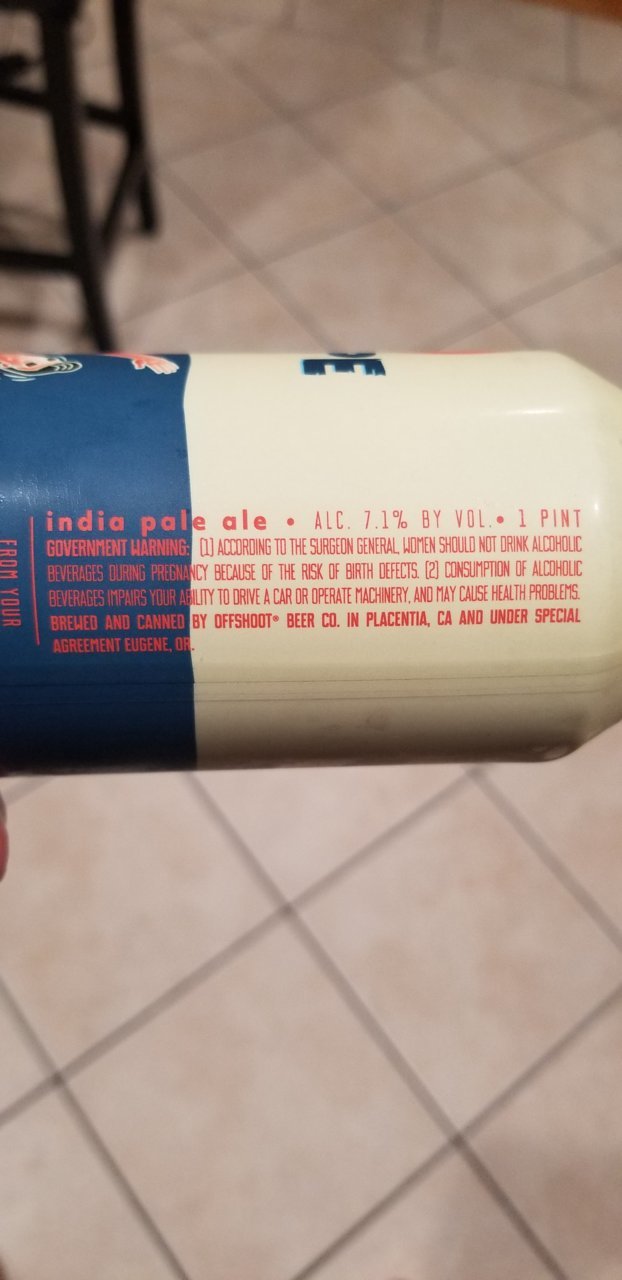 india pale ale • ALC. 7.1% BY VOL.• 1 PINT
GOVERNMENT WARNING: (1) ACCORDING TO THE SURGEON GENERAL, WOMEN SHOULD NOT DRINK ALCOHOLIC
BEVERAGES DURING PREGNANCY BECAUSE OF THE RISK OF BIRTH DEFECTS. (2) CONSUMPTION OF ALCOHOLIC
BEVERAGES IMPAIRS YOUR ABILITY TO DRIVE A CAR OR OPERATE MACHINERY, AND MAY CAUSE HEALTH PROBLEMS.
BREWED AND CANNED BY OFFSHOOT® BEER CO. IN PLACENTIA, CA AND UNDER SPECIAL
AGREEMENT EUGENE, OR.
FROM YOUR